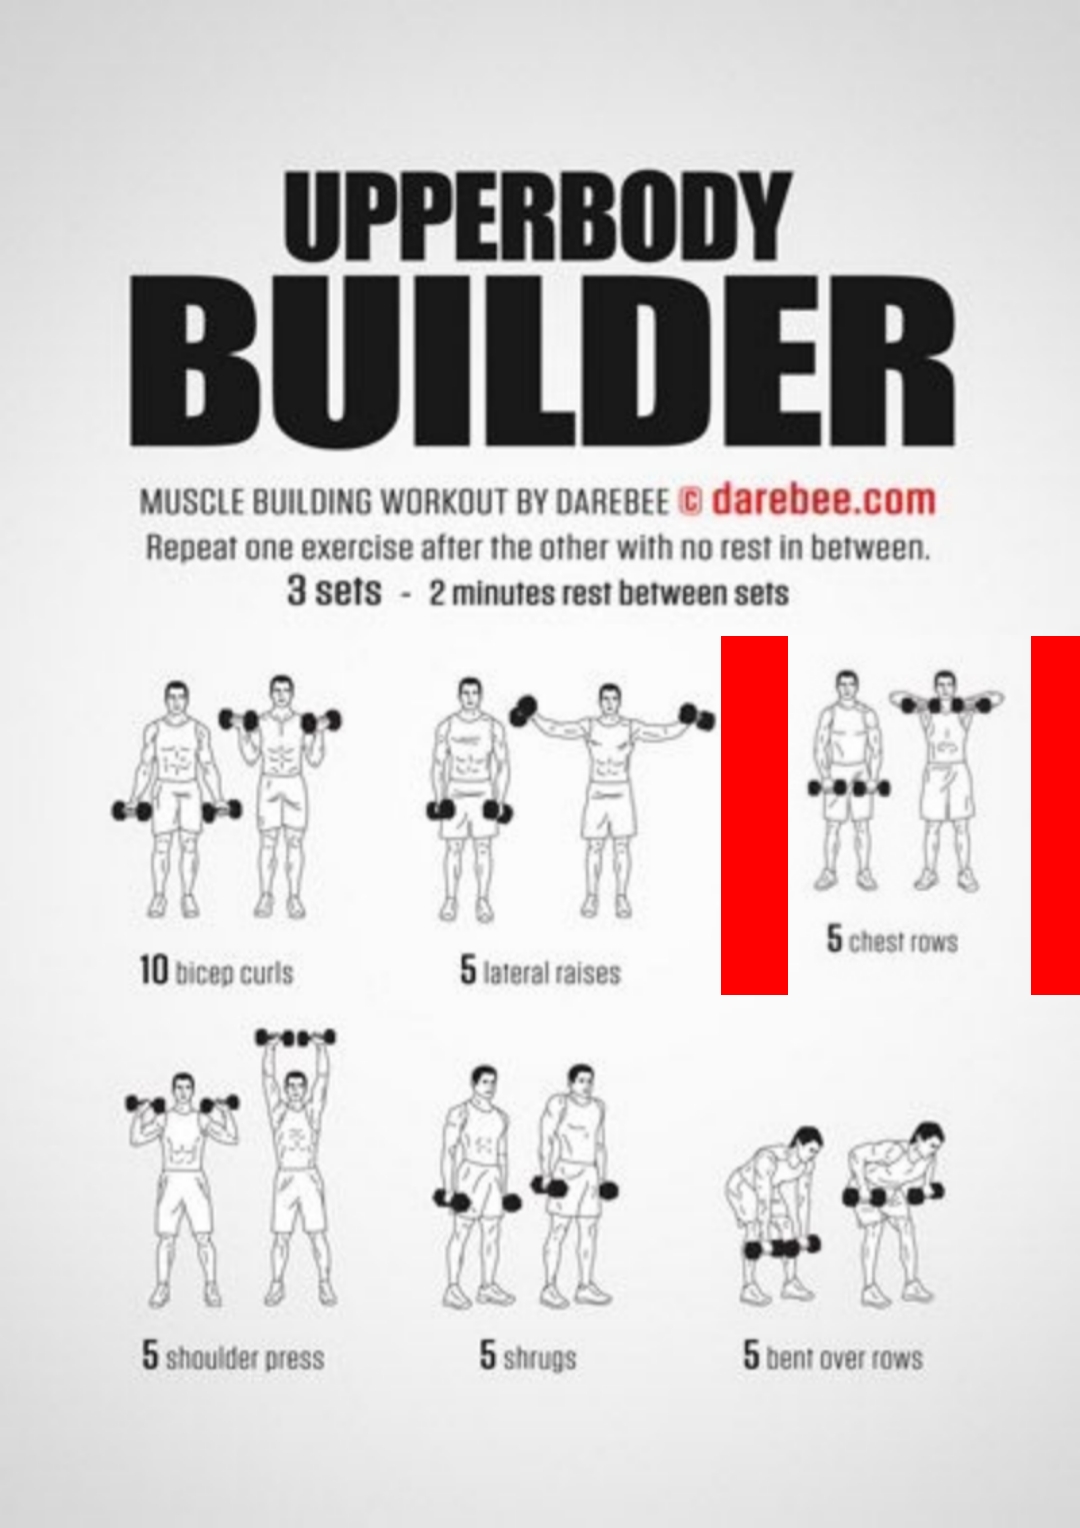 UPPERBODY
BUILDER
MUSCLE BUILDING WORKOUT BY DAREBEE © darebee.com
Repeat one exercise after the other with no rest in between.
3 sets - 2 minutes rest between sets
10 bicep curls
5 lateral raises
5 chest rows
5 shoulder press
5 shrugs
5 bent over rows